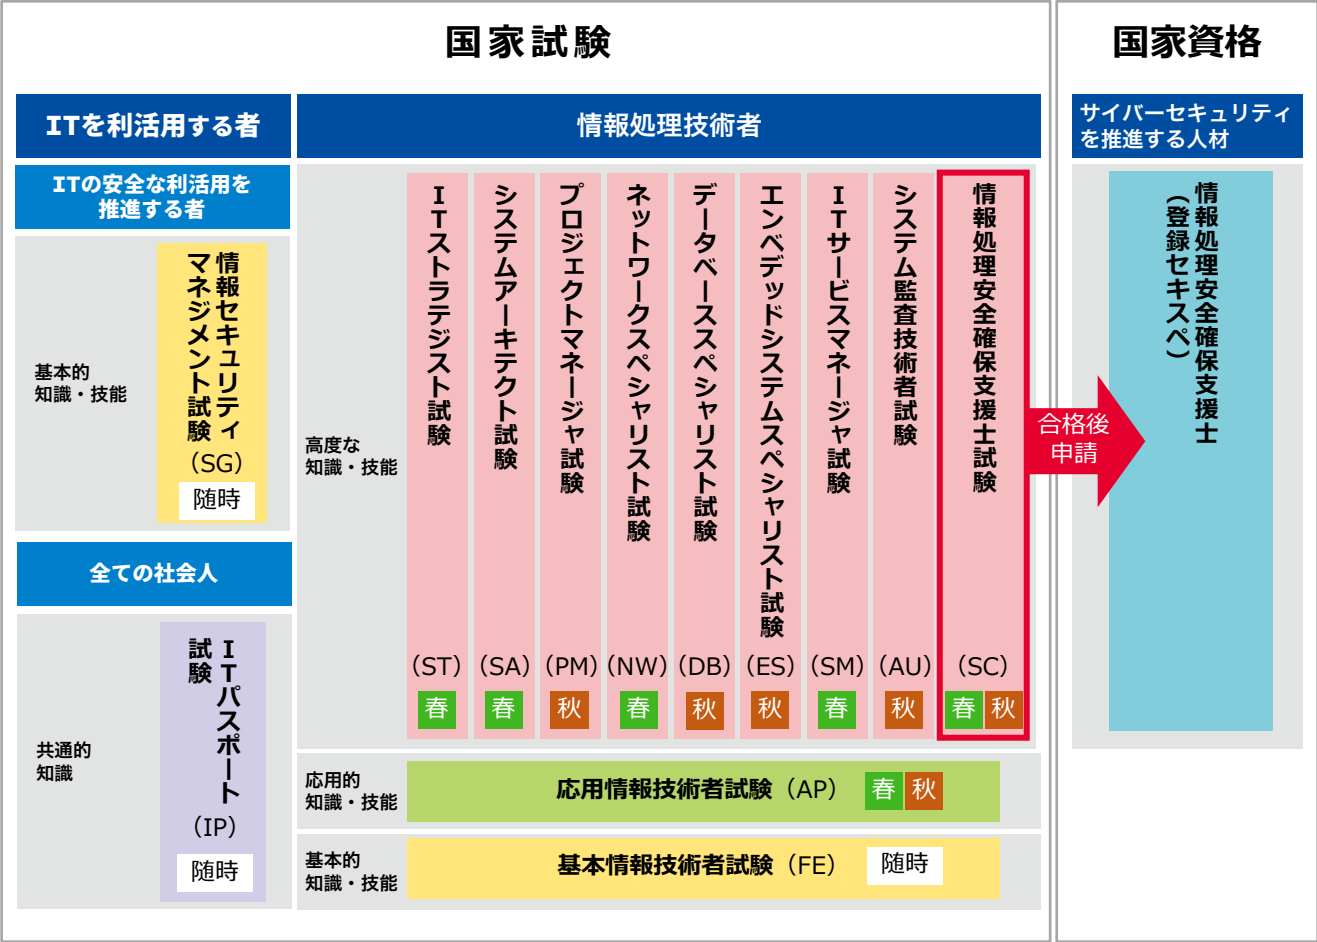 国家試験
国家資格
ITを利活用する者
情報処理技術者
サイバーセキュリティ
を推進する人材
ITの安全な利活用を
推進する者
基本的
知識・技能
情報セキュリティ
マネジメント試験
（SG）
随時
全ての社会人
共通的
知識
ITパスポート
試験
（IP）
随時
高度な
知識・技能
ITストラテジスト試験
（ST）
春
システムアーキテクト試験
（SA）
春
プロジェクトマネージャ試験
（PM）
秋
ネットワークスペシャリスト試験
（NW）
春
データベーススペシャリスト試験
（DB）
秋
エンベデッドシステムスペシャリスト試験
（ES）
秋
ITサービスマネージャ試験
（SM）
春
システム監査技術者試験
（AU）
秋
情報処理安全確保支援士試験
（SC）
春 秋
合格後
申請
情報処理安全確保支援士
（登録セキスペ）
応用的
知識・技能
応用情報技術者試験（AP） 春 秋
基本的
知識・技能
基本情報技術者試験（FE） 随時